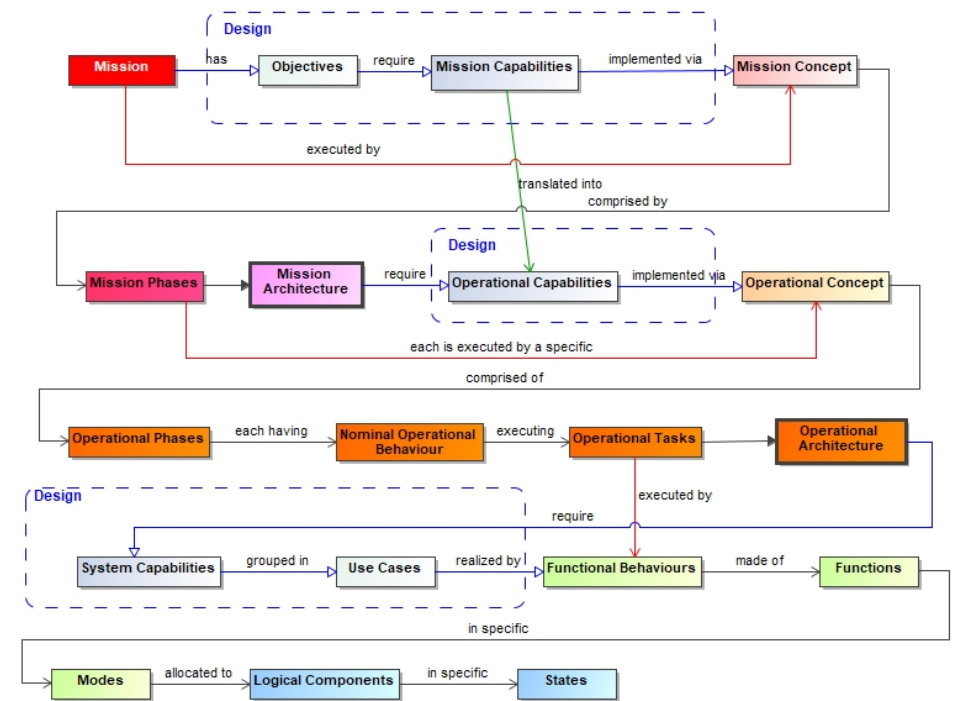 Design
Mission
has
Objectives
require
Mission Capabilities
implemented via
Mission Concept
executed by
translated into
comprised by
Design
Mission Phases
Mission
Architecture
require
Operational Capabilities
implemented via
Operational Concept
each is executed by a specific
comprised of
Operational Phases
each having
Nominal Operational
Behaviour
executing
Operational Tasks
Operational
Architecture
Design
executed by
require
System Capabilities
grouped in
Use Cases
realized by
Functional Behaviours
made of
Functions
in specific
Modes
allocated to
Logical Components
in specific
States